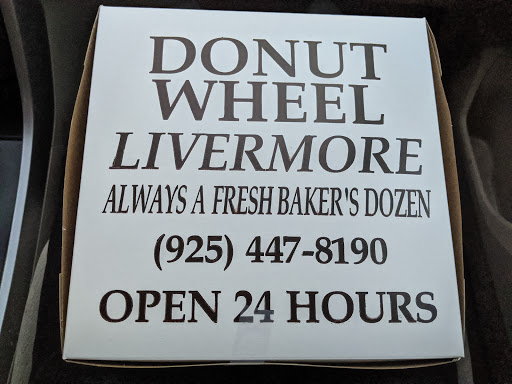 DONUT
WHEEL
LIVERMORE
ALWAYS A FRESH BAKER'S DOZEN
(925) 447-8190
OPEN 24 HOURS